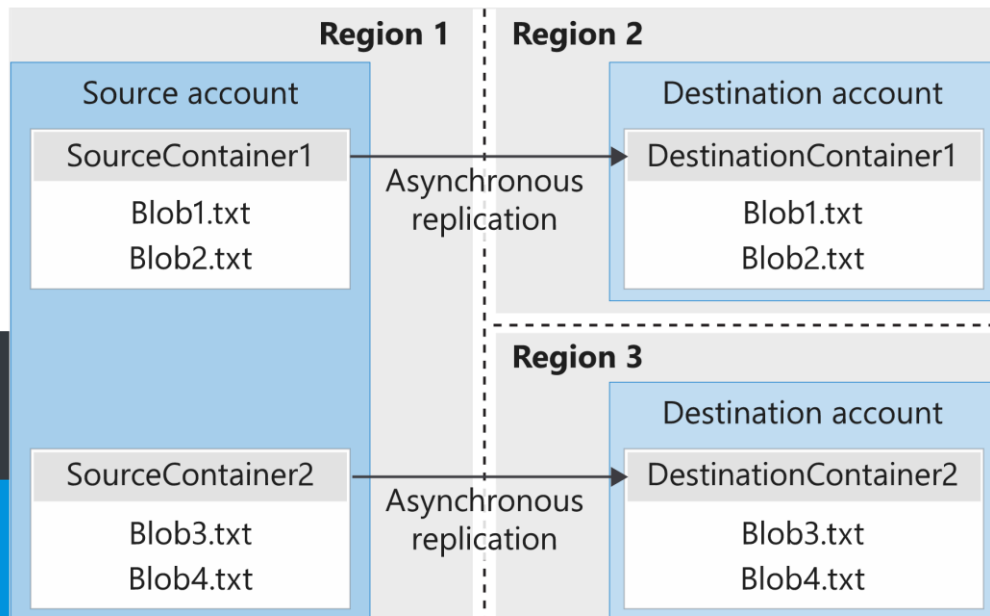 Region 1
Region 2
Source account
Destination account
SourceContainer1
DestinationContainer1
Asynchronous
replication
Blob1.txt
Blob2.txt
Blob1.txt
Blob2.txt
Region 3
Destination account
SourceContainer2
DestinationContainer2
Asynchronous
replication
Blob3.txt
Blob4.txt
Blob3.txt
Blob4.txt